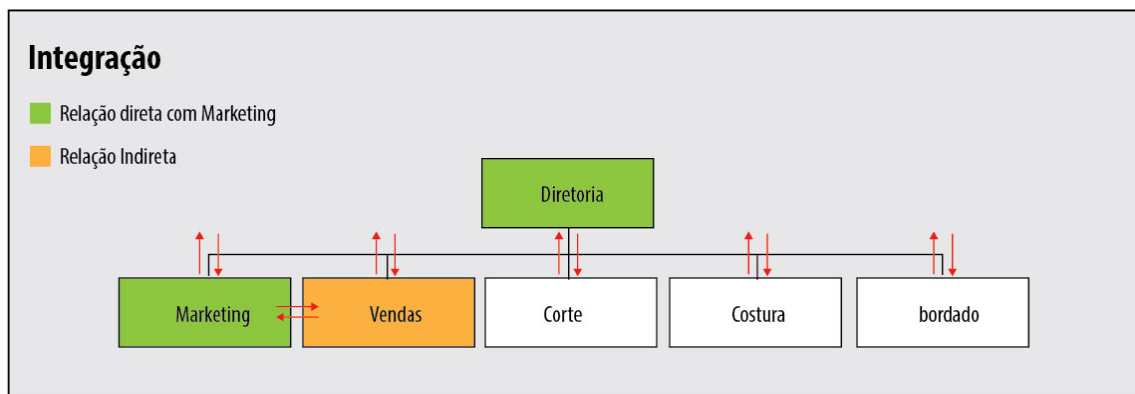 Integração
Relação direta com Marketing
Relação Indireta
Diretoria
Marketing
Vendas
Corte
Costura
bordado